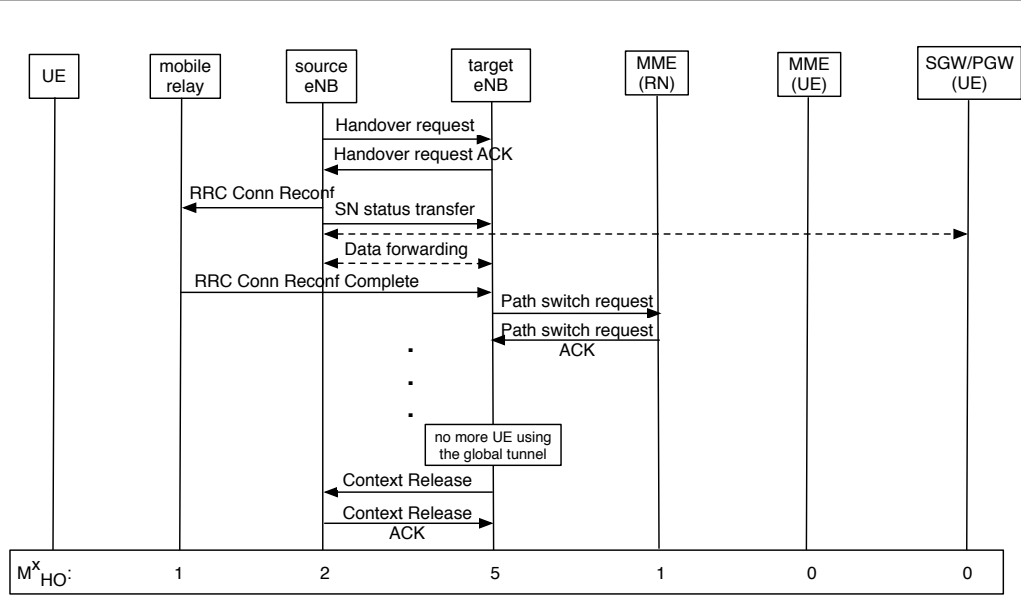 UE
mobile
relay
source
eNB
target
eNB
MME
(RN)
MME
(UE)
SGW/PGW
(UE)
Handover request
Handover request ACK
RRC Conn Reconf
SN status transfer
Data forwarding
RRC Conn Reconf Complete
Path switch request
Path switch request
ACK
no more UE using
the global tunnel
Context Release
Context Release
ACK
M^x_HO: 1 2 5 1 0 0